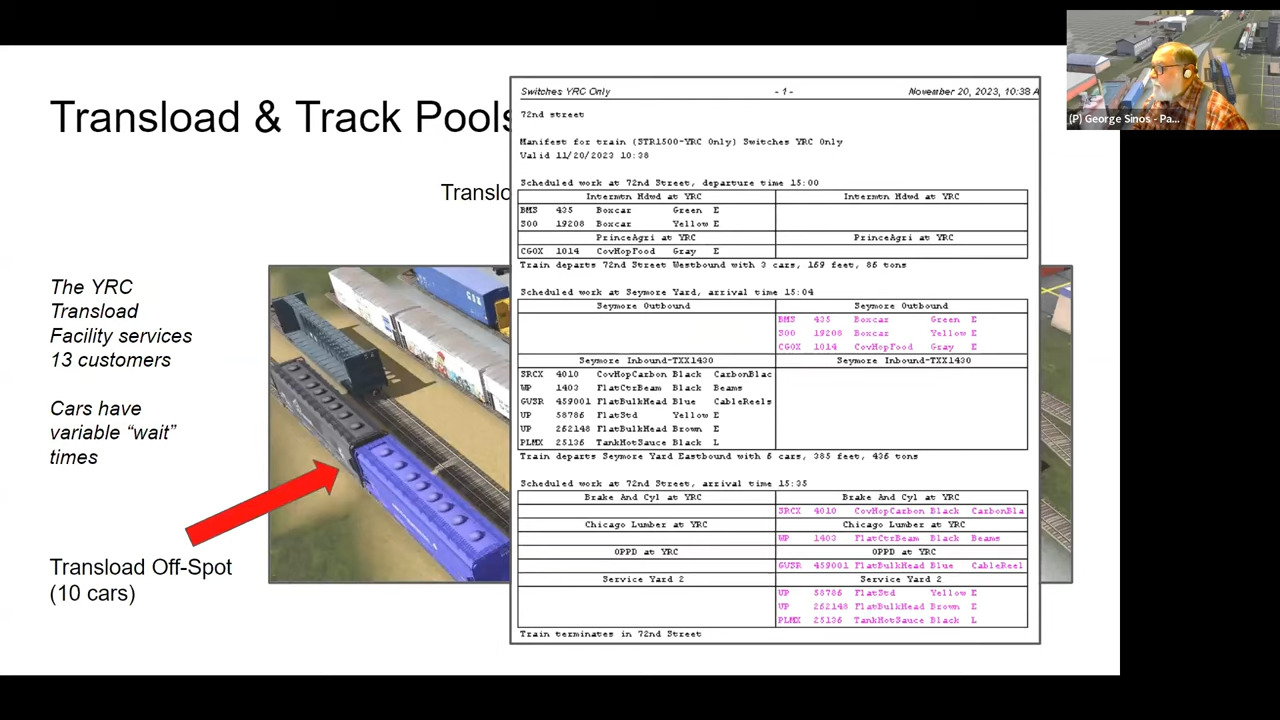 Transload & Track Pools
Translo
The YRC
Transload
Facility services
13 customers
Cars have
variable “wait”
times
Transload Off-Spot
(10 cars)
Switches YRC Only - 1 - November 20, 2023, 10:38 A
72nd street
Manifest for train (STR1500-YRC Only) Switches YRC Only
Valid 11/20/2023 10:38
Scheduled work at 72nd Street, departure time 15:00
Intermtn Hdwd at YRC Intermtn Hdwd at YRC
BMS 435 Boxcar Green E
SOO 19208 Boxcar Yellow E
PrinceAgri at YRC PrinceAgri at YRC
CGOX 1014 CovHopFood Gray E
Train departs 72nd Street Westbound with 3 cars, 169 feet, 86 tons
Scheduled work at Seymore Yard, arrival time 15:04
Seymore Outbound Seymore Outbound
BMS 435 Boxcar Green E
SOO 19208 Boxcar Yellow E
CGOX 1014 CovHopFood Gray E
Seymore Inbound-TXX1430 Seymore Inbound-TXX1430
SRCX 4010 CovHopCarbon Black CarbonBlac
WP 1403 FlatCtrBeam Black Beams
GUSR 459001 FlatBulkHead Blue CableReels
UP 58786 FlatStd Yellow E
UP 262148 FlatBulkHead Brown E
PLMX 25136 TankHotSauce Black L
Train departs Seymore Yard Eastbound with 6 cars, 385 feet, 436 tons
Scheduled work at 72nd Street, arrival time 15:35
Brake And Cyl at YRC Brake And Cyl at YRC
SRCX 4010 CovHopCarbon Black CarbonBla
Chicago Lumber at YRC Chicago Lumber at YRC
WP 1403 FlatCtrBeam Black Beams
OPPD at YRC OPPD at YRC
GUSR 459001 FlatBulkHead Blue CableReel
Service Yard 2 Service Yard 2
UP 58786 FlatStd Yellow E
UP 262148 FlatBulkHead Brown E
PLMX 25136 TankHotSauce Black L
Train terminates in 72nd Street
(P) George Sinos - Pa...